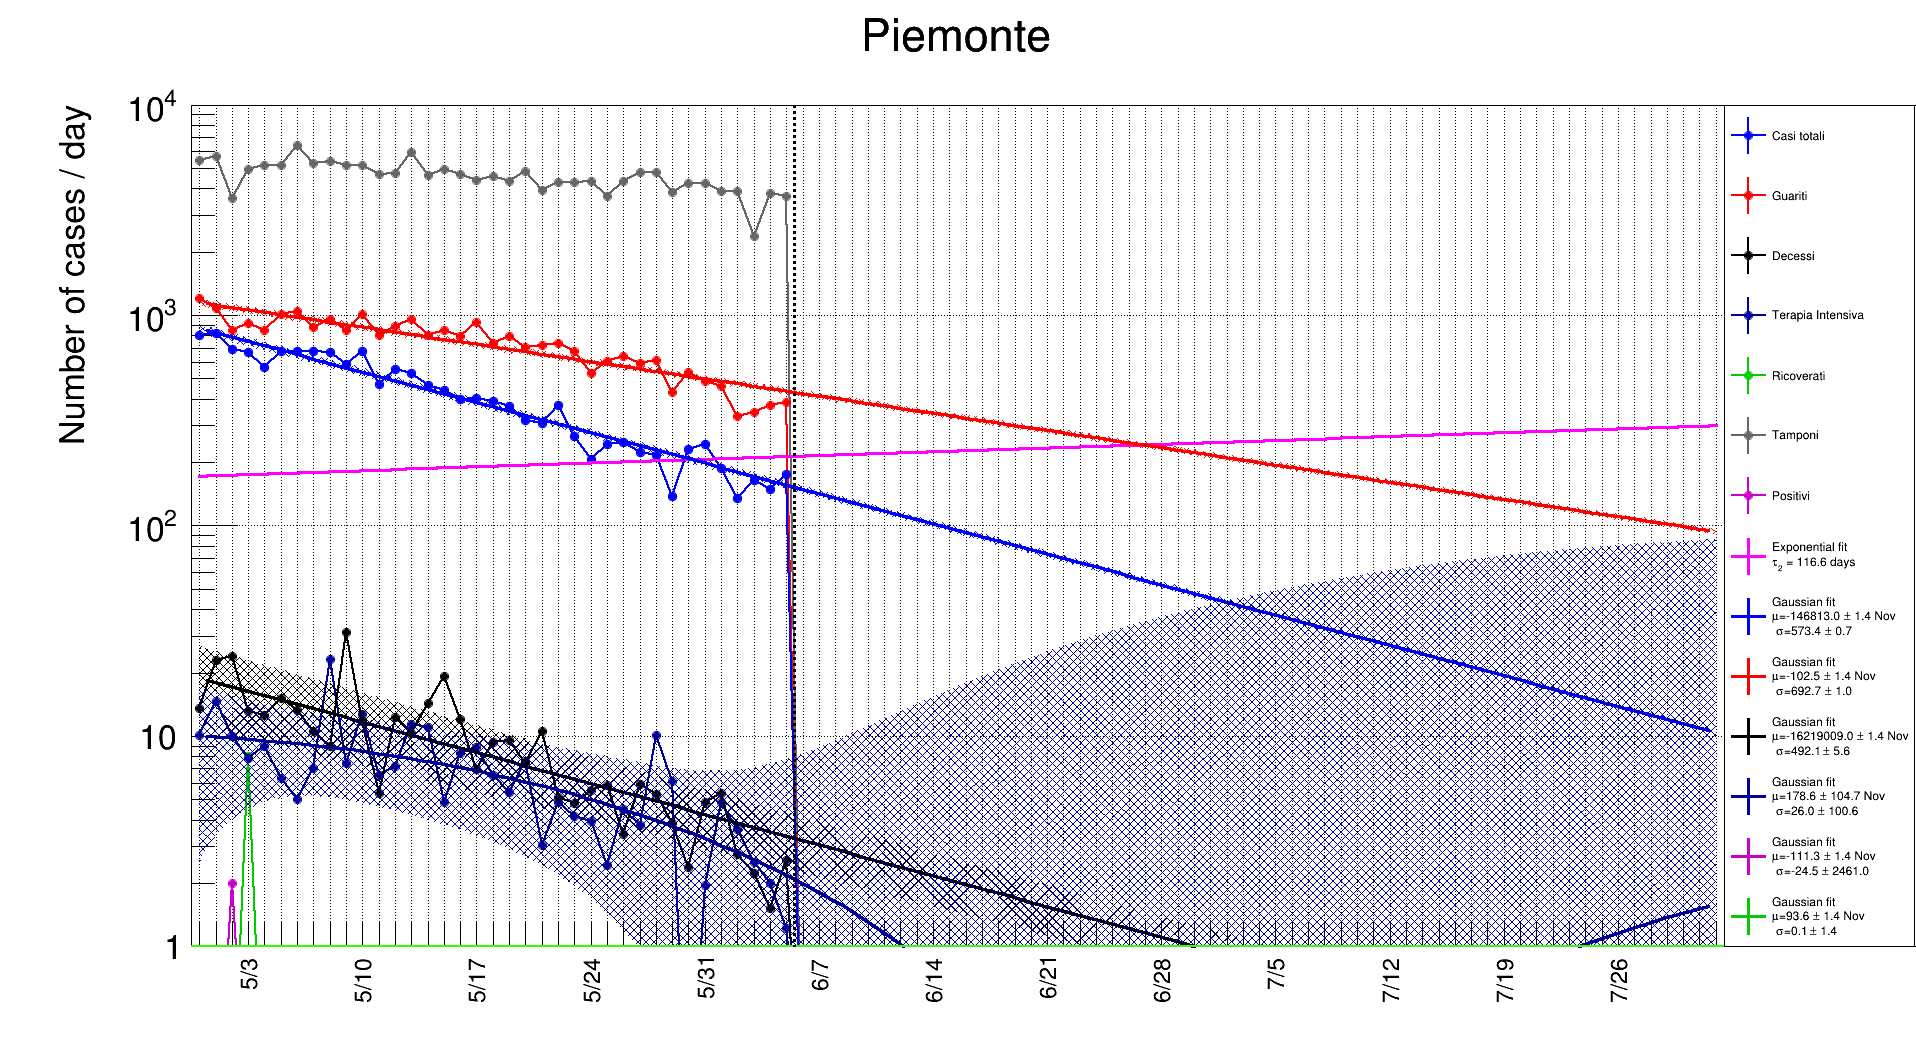 Piemonte
Number of cases / day
10⁴
10³
10²
10
1
5/3
5/10
5/17
5/24
5/31
6/7
6/14
6/21
6/28
7/5
7/12
7/19
7/26
Casi totali
Guariti
Decessi
Terapia Intensiva
Ricoverati
Tamponi
Positivi
Exponential fit
τ₂ = 116.6 days
Gaussian fit
μ=-146813.0 ± 1.4 Nov
σ=573.4 ± 0.7
Gaussian fit
μ=-102.5 ± 1.4 Nov
σ=692.7 ± 1.0
Gaussian fit
μ=-16219009.0 ± 1.4 Nov
σ=492.1 ± 5.6
Gaussian fit
μ=178.6 ± 104.7 Nov
σ=26.0 ± 100.6
Gaussian fit
μ=-111.3 ± 1.4 Nov
σ=-24.5 ± 2461.0
Gaussian fit
μ=93.6 ± 1.4 Nov
σ=0.1 ± 1.4